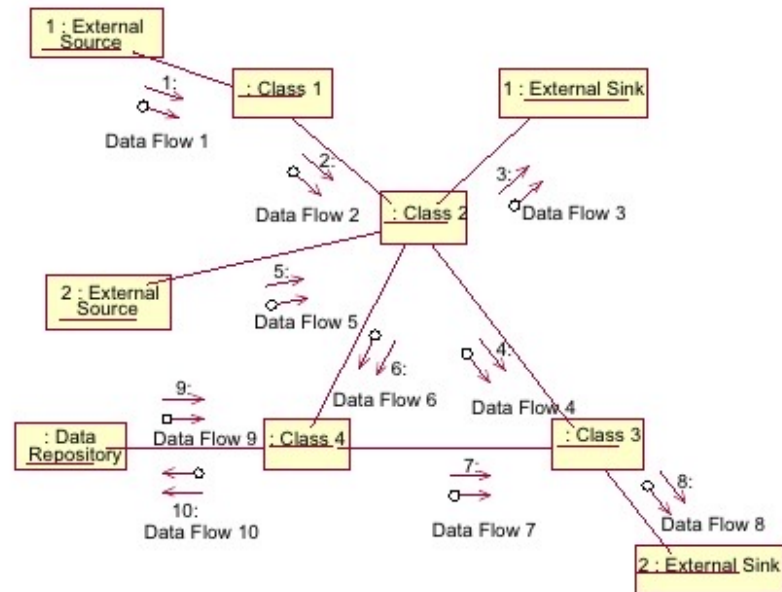 1 : External
Source
1:
Data Flow 1
: Class 1
1 : External Sink
2:
Data Flow 2
3:
Data Flow 3
: Class 2
2 : External
Source
5:
Data Flow 5
6:
Data Flow 6
4:
Data Flow 4
9:
Data Flow 9
: Data
Repository
: Class 4
: Class 3
10:
Data Flow 10
7:
Data Flow 7
8:
Data Flow 8
2 : External Sink